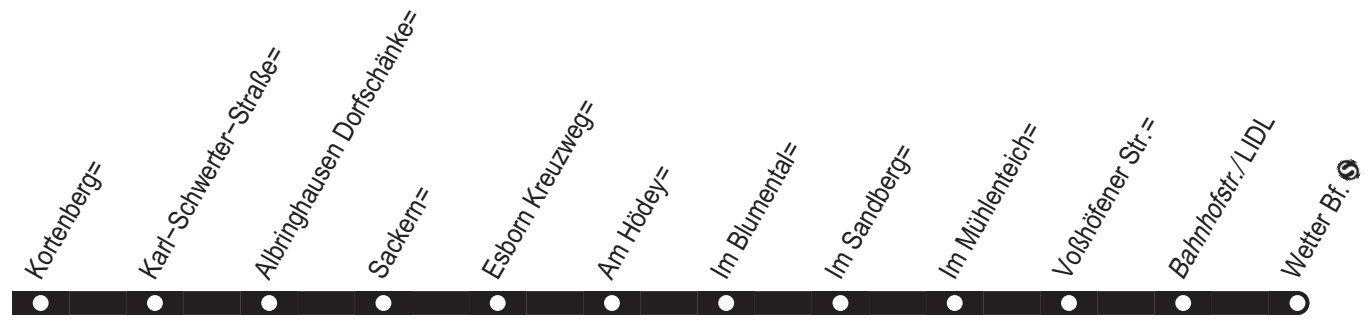 Kortenberg=
Karl–Schwerter–Straße=
Albringhausen Dorfschänke=
Sackern=
Esborn Kreuzweg=
Am Hödey=
Im Blumental=
Im Sandberg=
Im Mühlenteich=
Voßhöfener Str.=
Bahnhofstr./LIDL
Wetter Bf. S